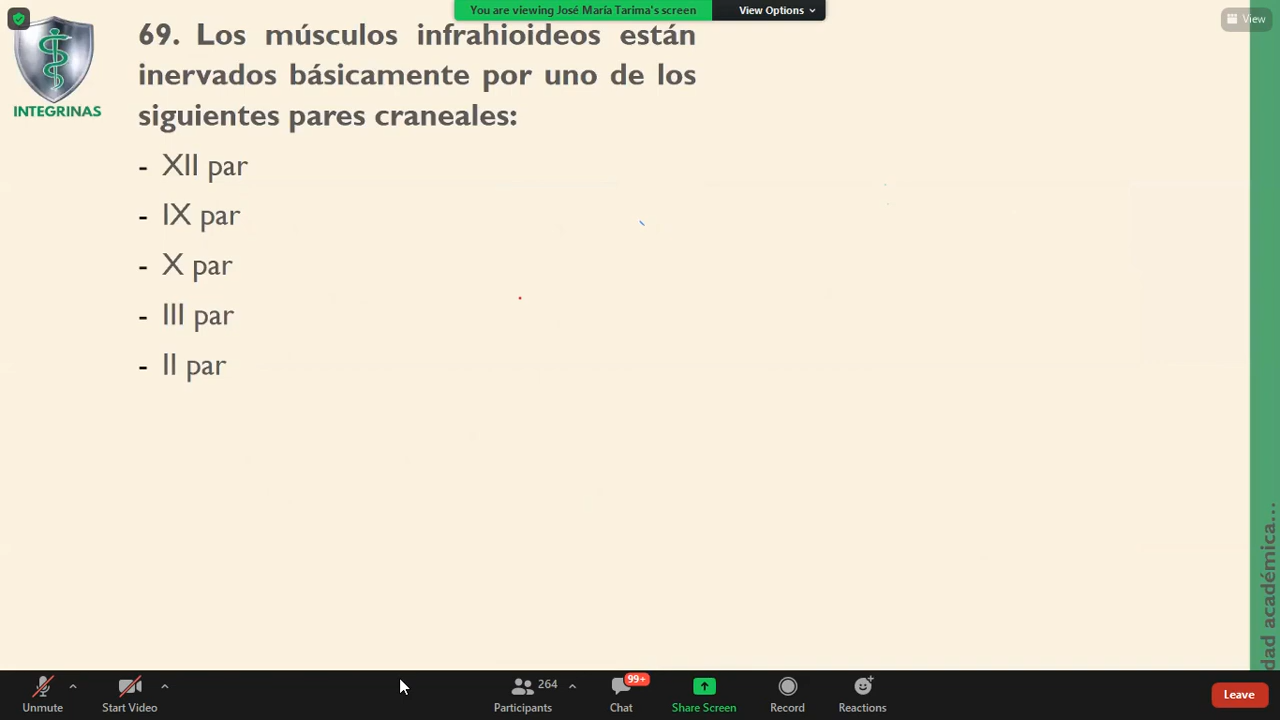 You are viewing José María Tarima's screen
View Options
View
INTEGRINAS
69. Los músculos infrahioideos están
inervados básicamente por uno de los
siguientes pares craneales:
- XII par
- IX par
- X par
- III par
- II par
dad académica...
Unmute
Start Video
264
Participants
99+
Chat
Share Screen
Record
Reactions
Leave